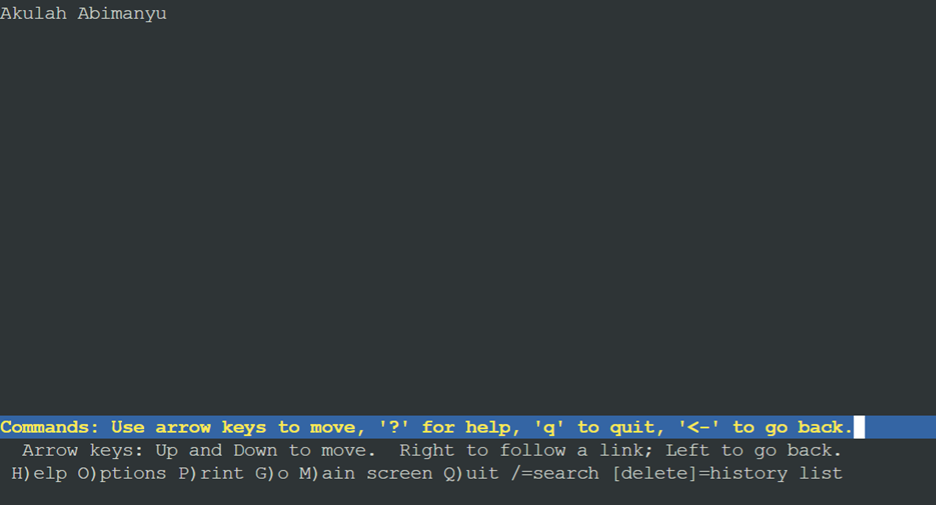 Akulah Abimanyu
Commands: Use arrow keys to move, '?' for help, 'q' to quit, '<-' to go back.
Arrow keys: Up and Down to move.  Right to follow a link; Left to go back.
H)elp O)ptions P)rint G)o M)ain screen Q)uit /=search [delete]=history list